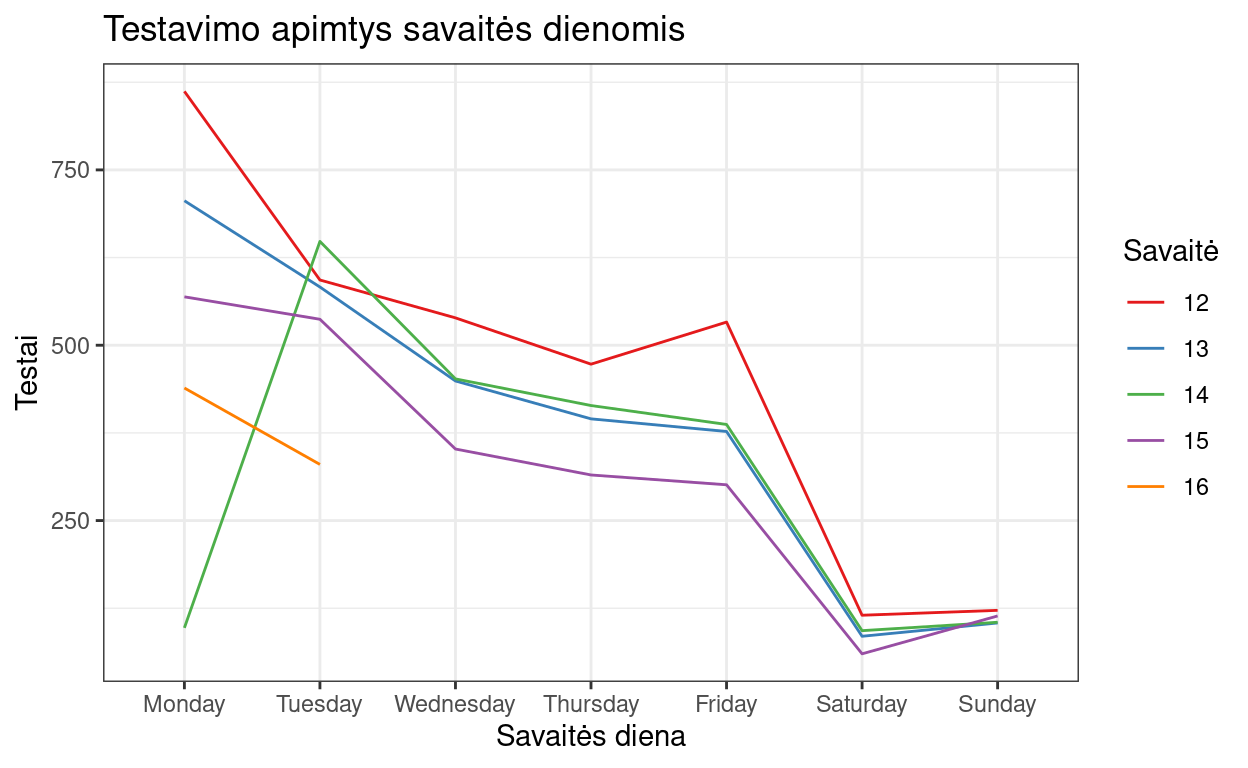 Testavimo apimtys savaitės dienomis
Testai
750
500
250
Monday Tuesday Wednesday Thursday Friday Saturday Sunday
Savaitės diena
Savaitė
12
13
14
15
16